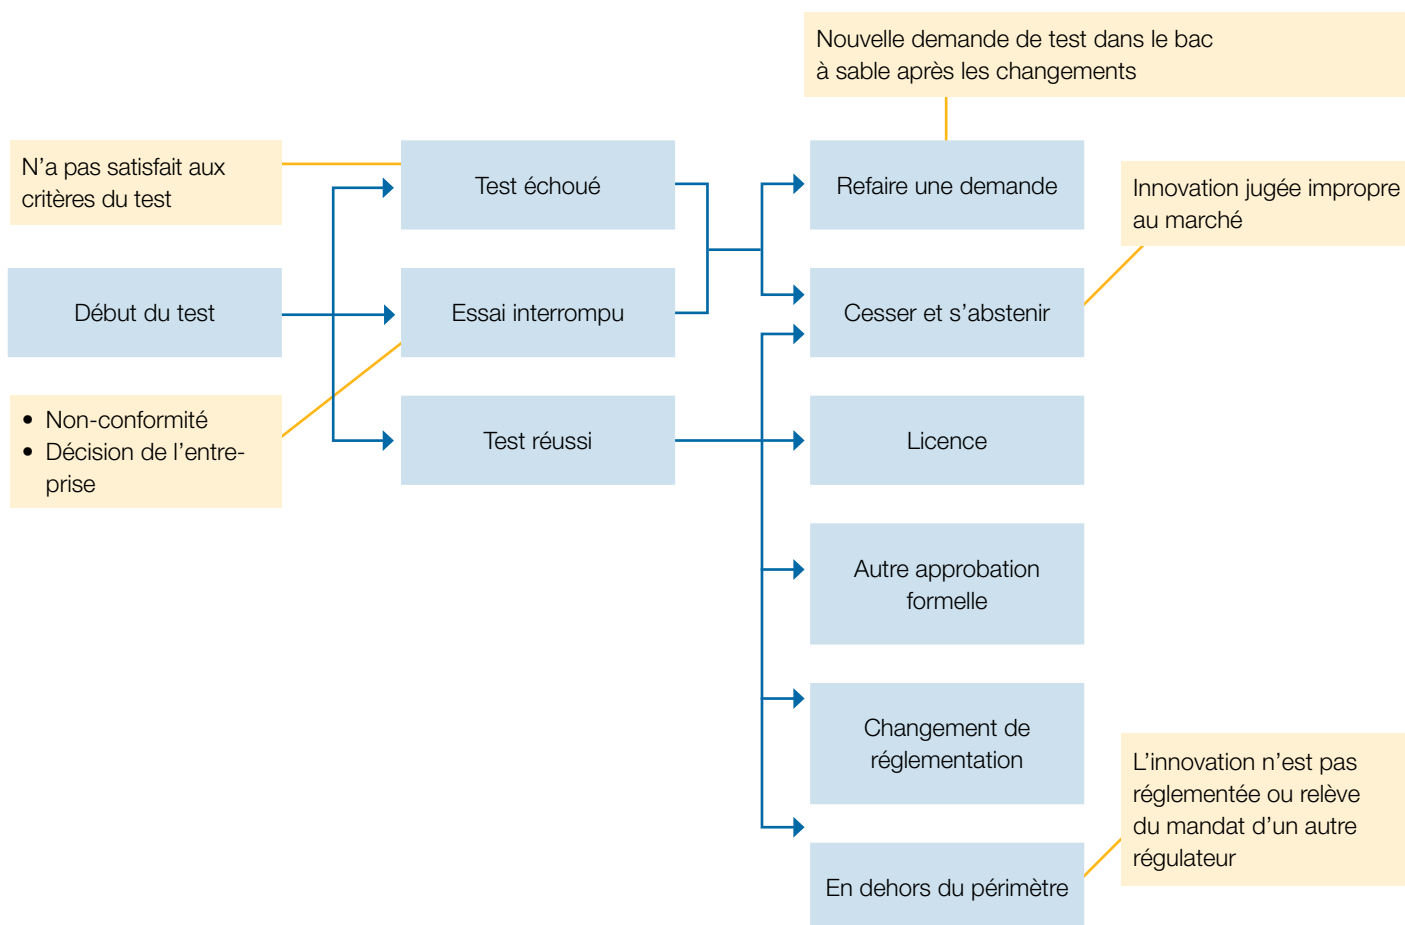 Nouvelle demande de test dans le bac
à sable après les changements
N’a pas satisfait aux
critères du test
Test échoué
Refaire une demande
Innovation jugée impropre
au marché
Début du test
Essai interrompu
Cesser et s’abstenir
• Non-conformité
• Décision de l’entre-
prise
Test réussi
Licence
Autre approbation
formelle
Changement de
réglementation
L’innovation n’est pas
réglementée ou relève
du mandat d’un autre
régulateur
En dehors du périmètre